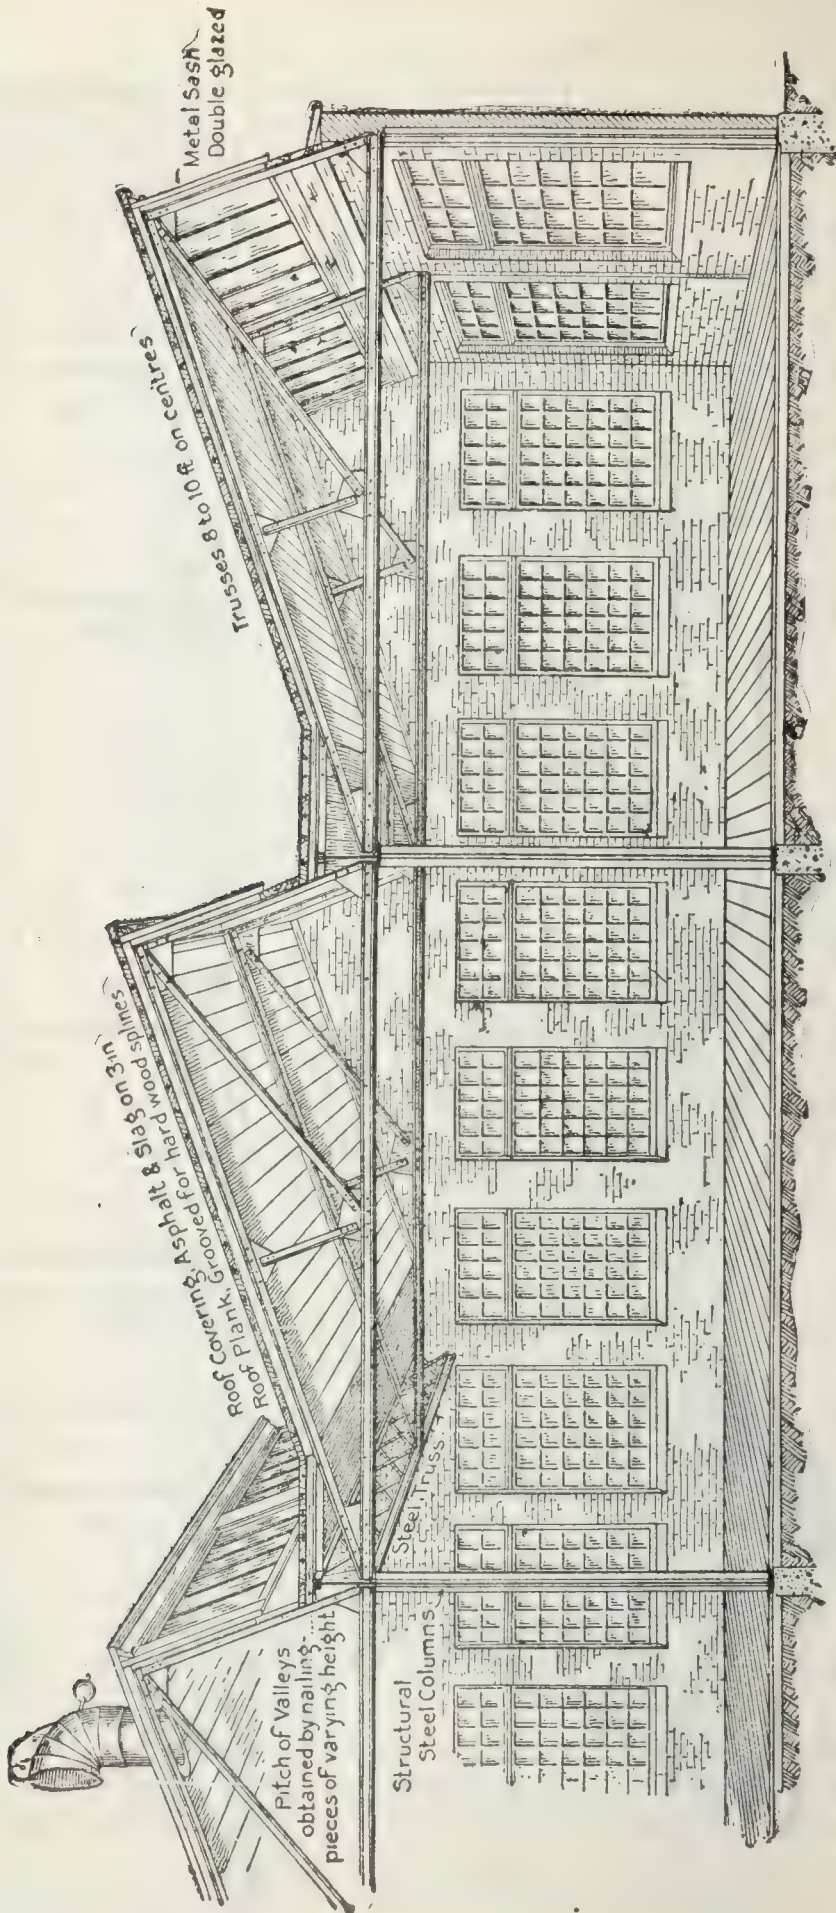 Metal Sash
Double glazed
Trusses 8 to 10 ft on centres
Roof Covering, Asphalt & Slag on 3 in
Roof Plank, Grooved for hard wood splines
Steel Truss
Pitch of Valleys
obtained by nailing-
pieces of varying height
Structural
Steel Columns